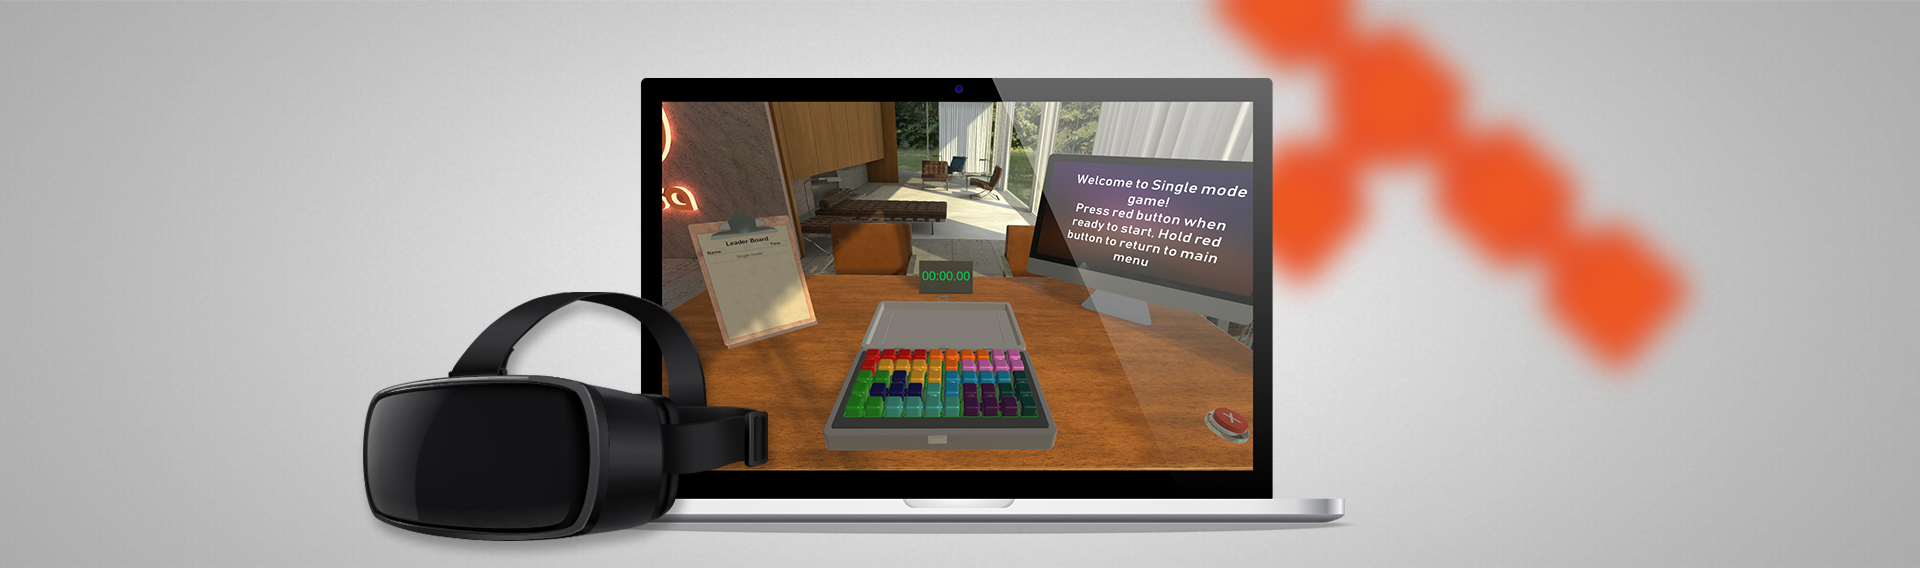 Leader Board
Name Time
Single mode
00:00.00
Welcome to Single mode
game!
Press red button when
ready to start, Hold red
button to return to main
menu